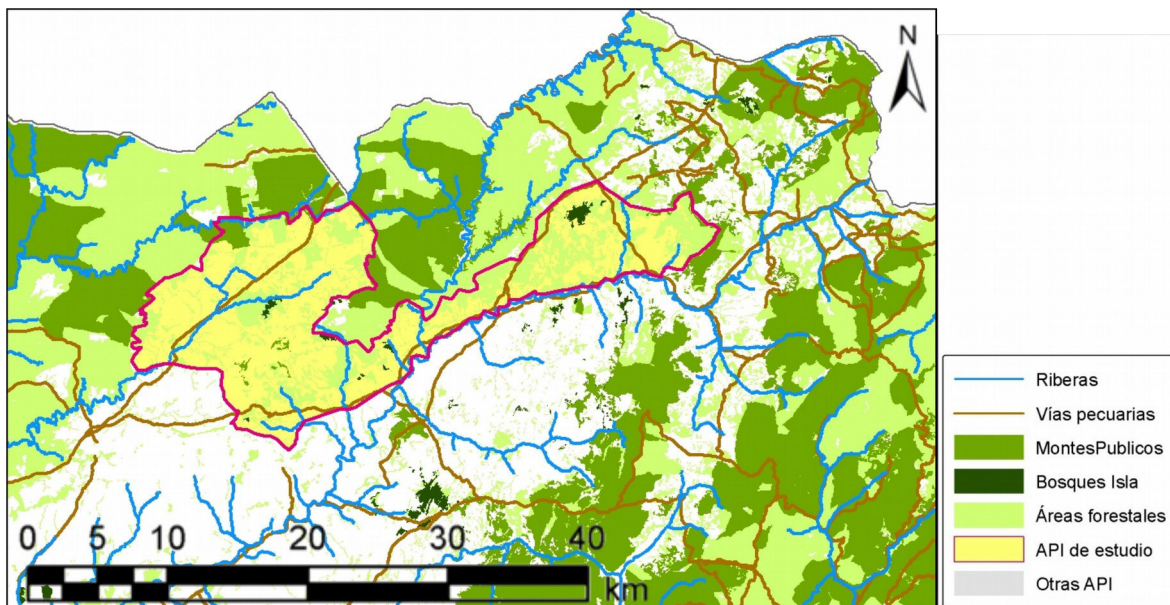 N
Riberas
Vías pecuarias
MontesPublicos
Bosques Isla
Áreas forestales
API de estudio
Otras API
0 5 10 20 30 40
km